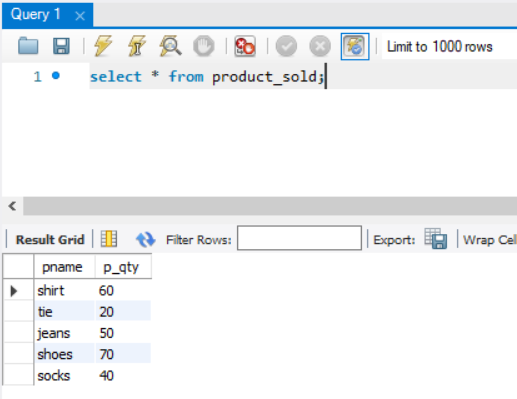 Query 1
Limit to 1000 rows
1 select * from product_sold;
Result Grid Filter Rows: Export: Wrap Cel
pname p_qty
shirt 60
tie 20
jeans 50
shoes 70
socks 40